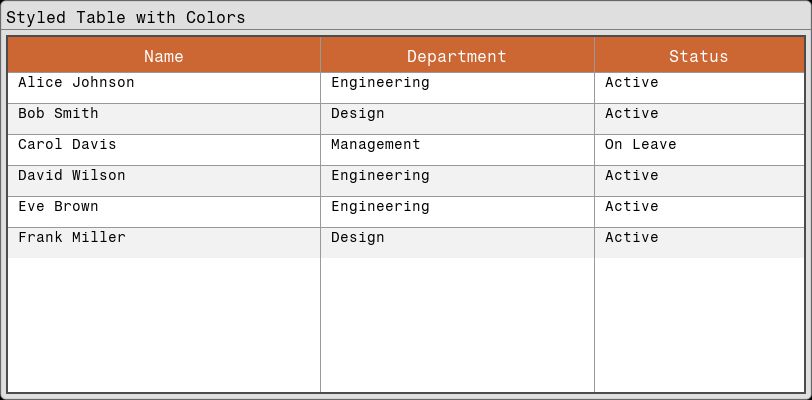 Styled Table with Colors
Name Department Status
Alice Johnson Engineering Active
Bob Smith Design Active
Carol Davis Management On Leave
David Wilson Engineering Active
Eve Brown Engineering Active
Frank Miller Design Active